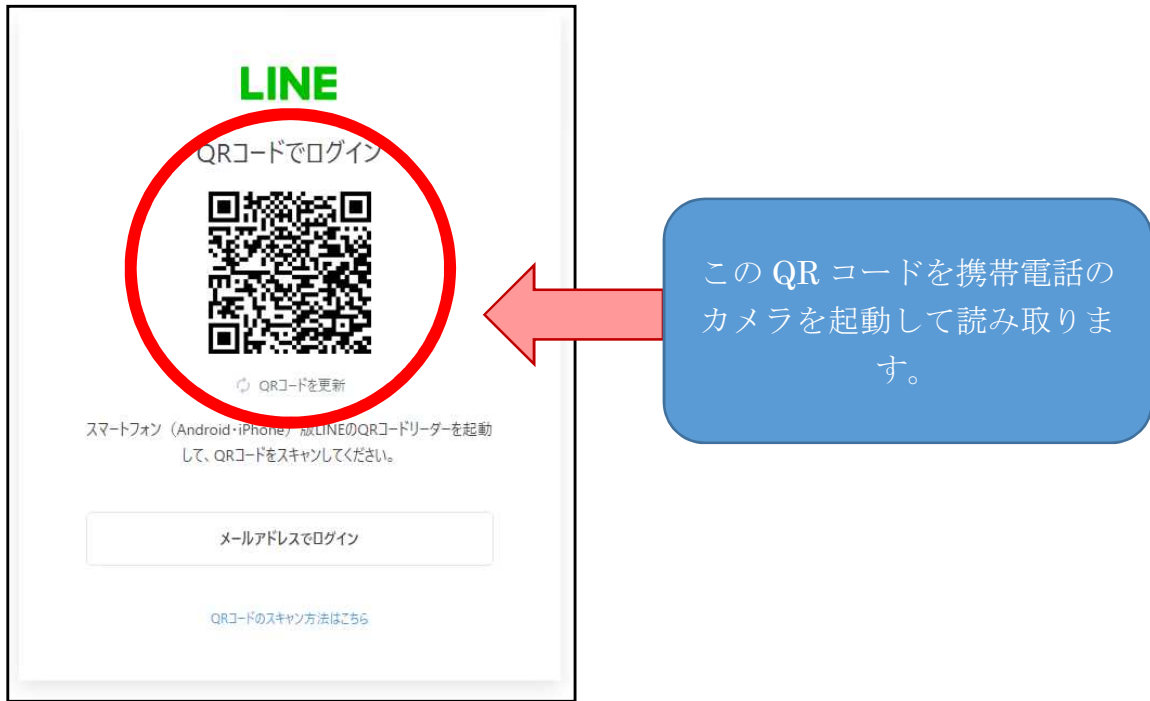 LINE
QRコードでログイン
QRコードを更新
スマートフォン（Android・iPhone）版LINEのQRコードリーダーを起動
して、QRコードをスキャンしてください。
メールアドレスでログイン
QRコードのスキャン方法はこちら
この QR コードを携帯電話の
カメラを起動して読み取りま
す。